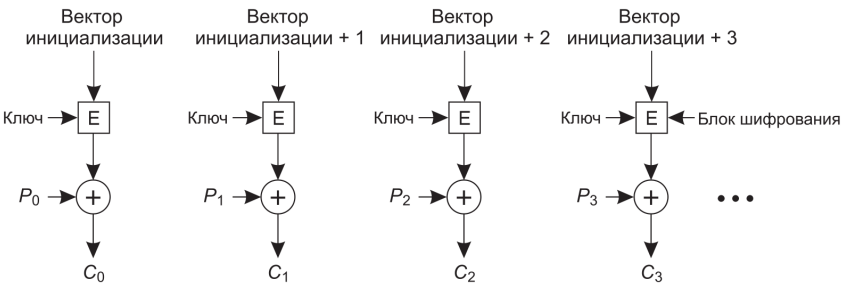 Вектор инициализации
Вектор инициализации + 1
Вектор инициализации + 2
Вектор инициализации + 3
Ключ E
Ключ E
Ключ E
Ключ E Блок шифрования
P0 +
P1 +
P2 +
P3 + •••
C0
C1
C2
C3